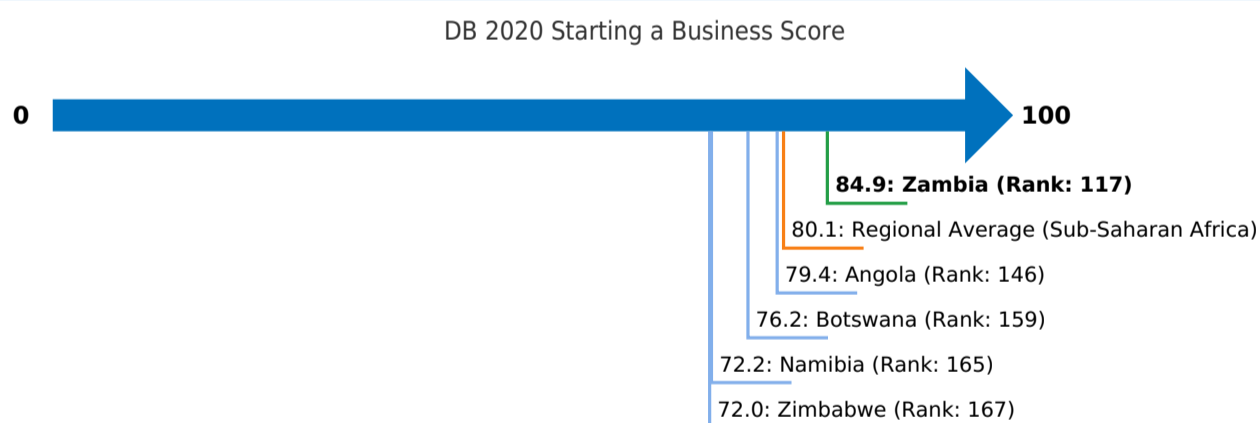 DB 2020 Starting a Business Score
0
100
84.9: Zambia (Rank: 117)
80.1: Regional Average (Sub-Saharan Africa)
79.4: Angola (Rank: 146)
76.2: Botswana (Rank: 159)
72.2: Namibia (Rank: 165)
72.0: Zimbabwe (Rank: 167)